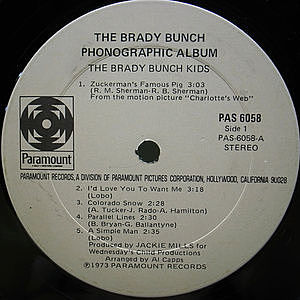 THE BRADY BUNCH
PHONOGRAPHIC ALBUM
THE BRADY BUNCH KIDS
1. Zuckerman's Famous Pig 3:03
(R. M. Sherman-R. B. Sherman)
From the motion picture "Charlotte's Web"
PAS 6058
Side 1
PAS-6058-A
STEREO
Paramount
PARAMOUNT RECORDS, A DIVISION OF PARAMOUNT PICTURES CORPORATION, HOLLYWOOD, CALIFORNIA 90028
2. I'd Love You To Want Me 3:18
(Lobo)
3. Colorado Snow 2:28
(A. Tucker-J. Rado-A. Hamilton)
4. Parallel Lines 2:30
(B. Bryan-G. Ballantyne)
5. A Simple Man 2:35
(Lobo)
Produced by JACKIE MILLS for
Wednesday's Child Productions
Arranged by Al Capps
Ⓟ1973 PARAMOUNT RECORDS